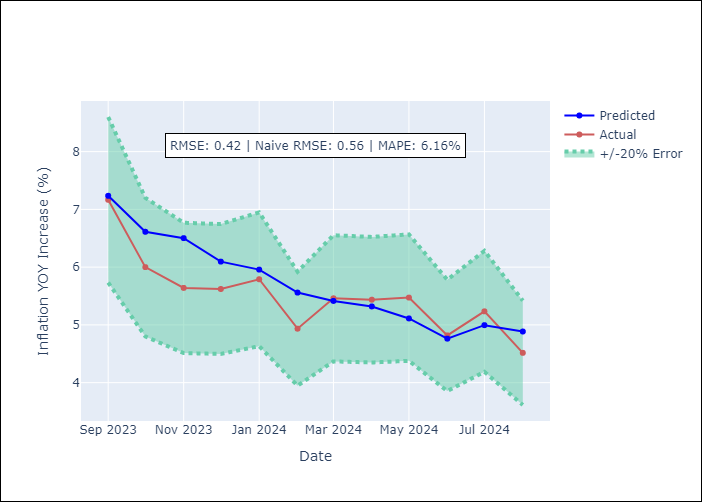 RMSE: 0.42 | Naive RMSE: 0.56 | MAPE: 6.16%
Predicted
Actual
+/-20% Error
Inflation YOY Increase (%)
8
7
6
5
4
Sep 2023 Nov 2023 Jan 2024 Mar 2024 May 2024 Jul 2024
Date